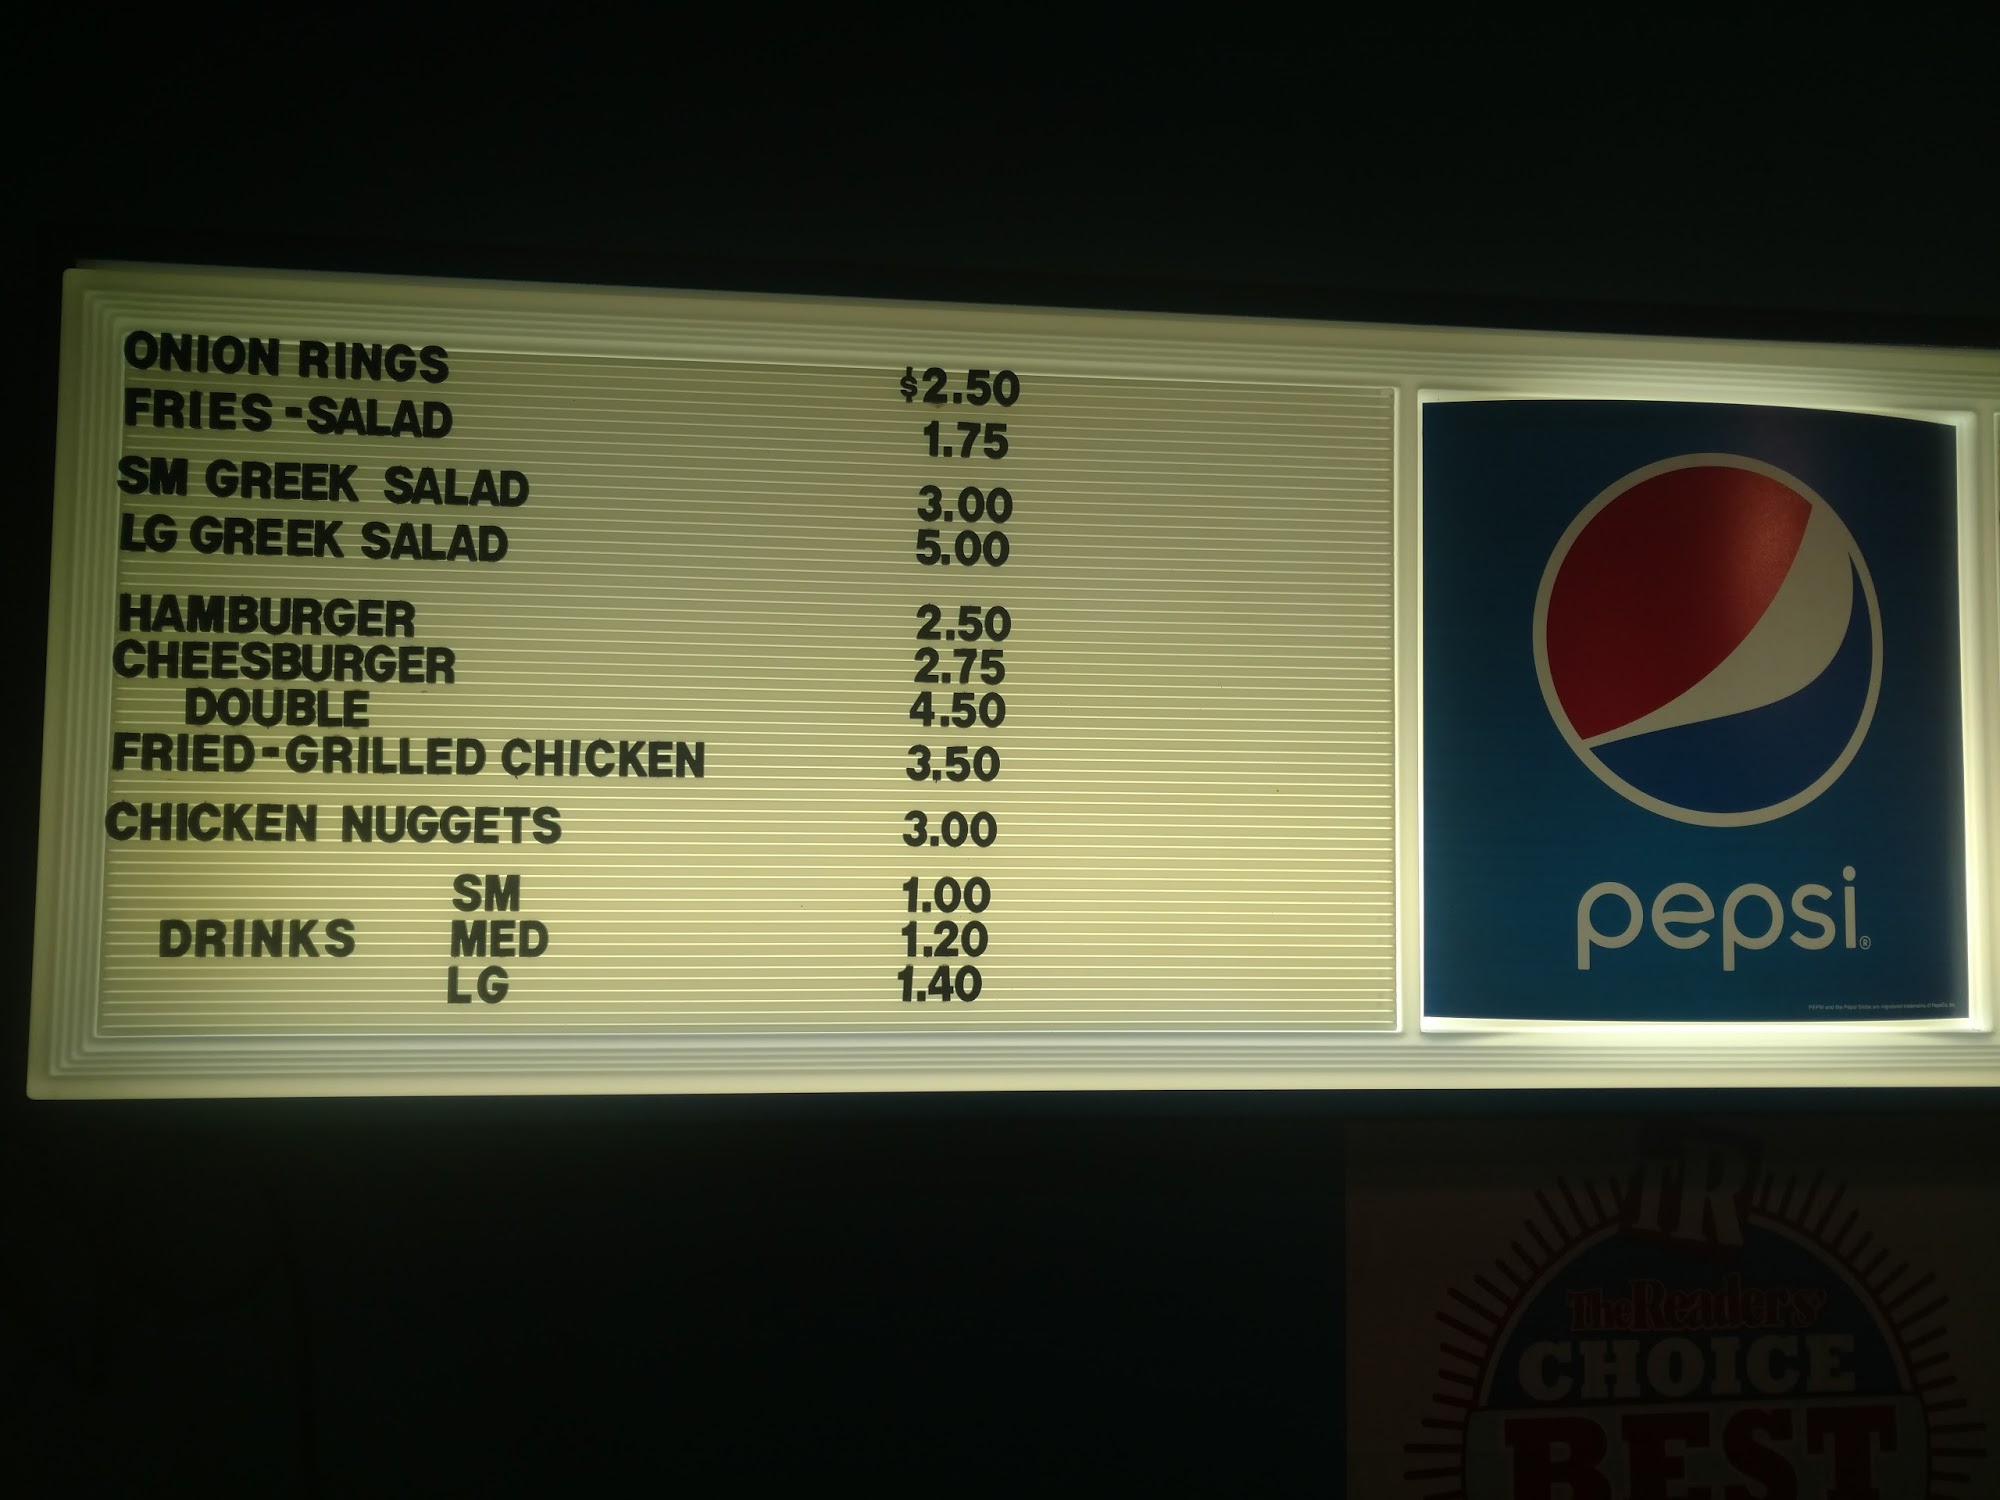 ONION RINGS $2.50
FRIES -SALAD 1.75
SM GREEK SALAD 3.00
LG GREEK SALAD 5.00
HAMBURGER 2.50
CHEESBURGER 2.75
DOUBLE 4.50
FRIED-GRILLED CHICKEN 3.50
CHICKEN NUGGETS 3.00
SM 1.00
DRINKS MED 1.20
LG 1.40
pepsi®
TR
The Readers'
CHOICE
BEST